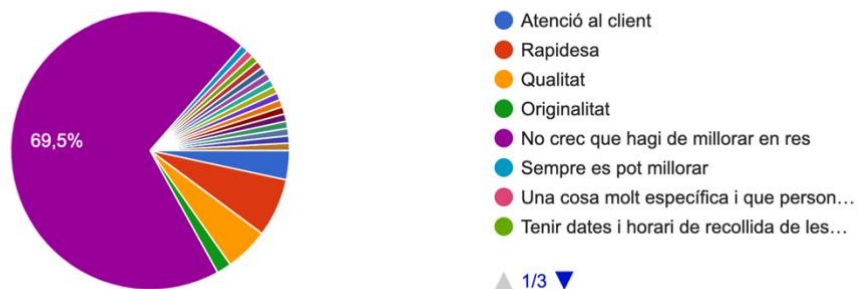 69,5%
Atenció al client
Rapidesa
Qualitat
Originalitat
No crec que hagi de millorar en res
Sempre es pot millorar
Una cosa molt específica i que person…
Tenir dates i horari de recollida de les…
1/3